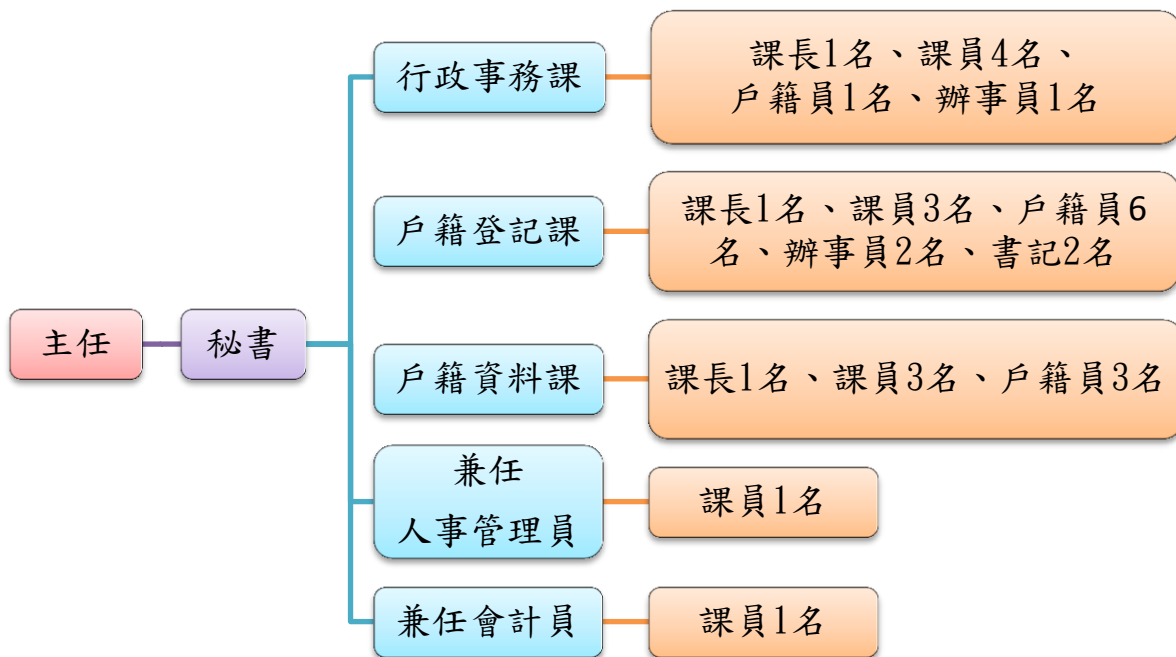 主任
秘書
行政事務課
課長1名、課員4名、
戶籍員1名、辦事員1名
戶籍登記課
課長1名、課員3名、戶籍員6
名、辦事員2名、書記2名
戶籍資料課
課長1名、課員3名、戶籍員3名
兼任
人事管理員
課員1名
兼任會計員
課員1名